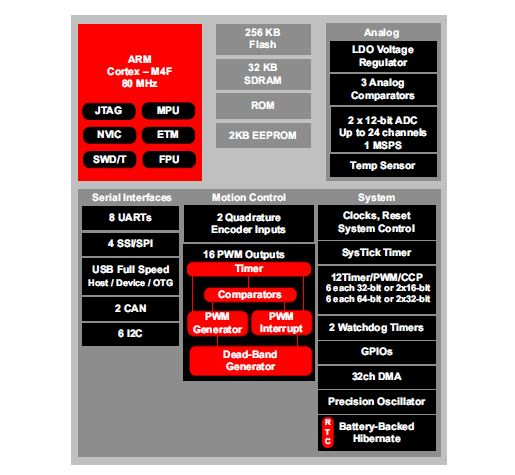 ARM
Cortex – M4F
80 MHz
JTAG
MPU
NVIC
ETM
SWD/T
FPU
256 KB
Flash
32 KB
SDRAM
ROM
2KB EEPROM
Analog
LDO Voltage
Regulator
3 Analog
Comparators
2 x 12-bit ADC
Up to 24 channels
1 MSPS
Temp Sensor
Serial Interfaces
8 UARTs
4 SSI/SPI
USB Full Speed
Host / Device / OTG
2 CAN
6 I2C
Motion Control
2 Quadrature
Encoder Inputs
16 PWM Outputs
Timer
Comparators
PWM
Generator
PWM
Interrupt
Dead-Band
Generator
System
Clocks, Reset
System Control
SysTick Timer
12Timer/PWM/CCP
6 each 32-bit or 2x16-bit
6 each 64-bit or 2x32-bit
2 Watchdog Timers
GPIOs
32ch DMA
Precision Oscillator
RTC
Battery-Backed
Hibernate